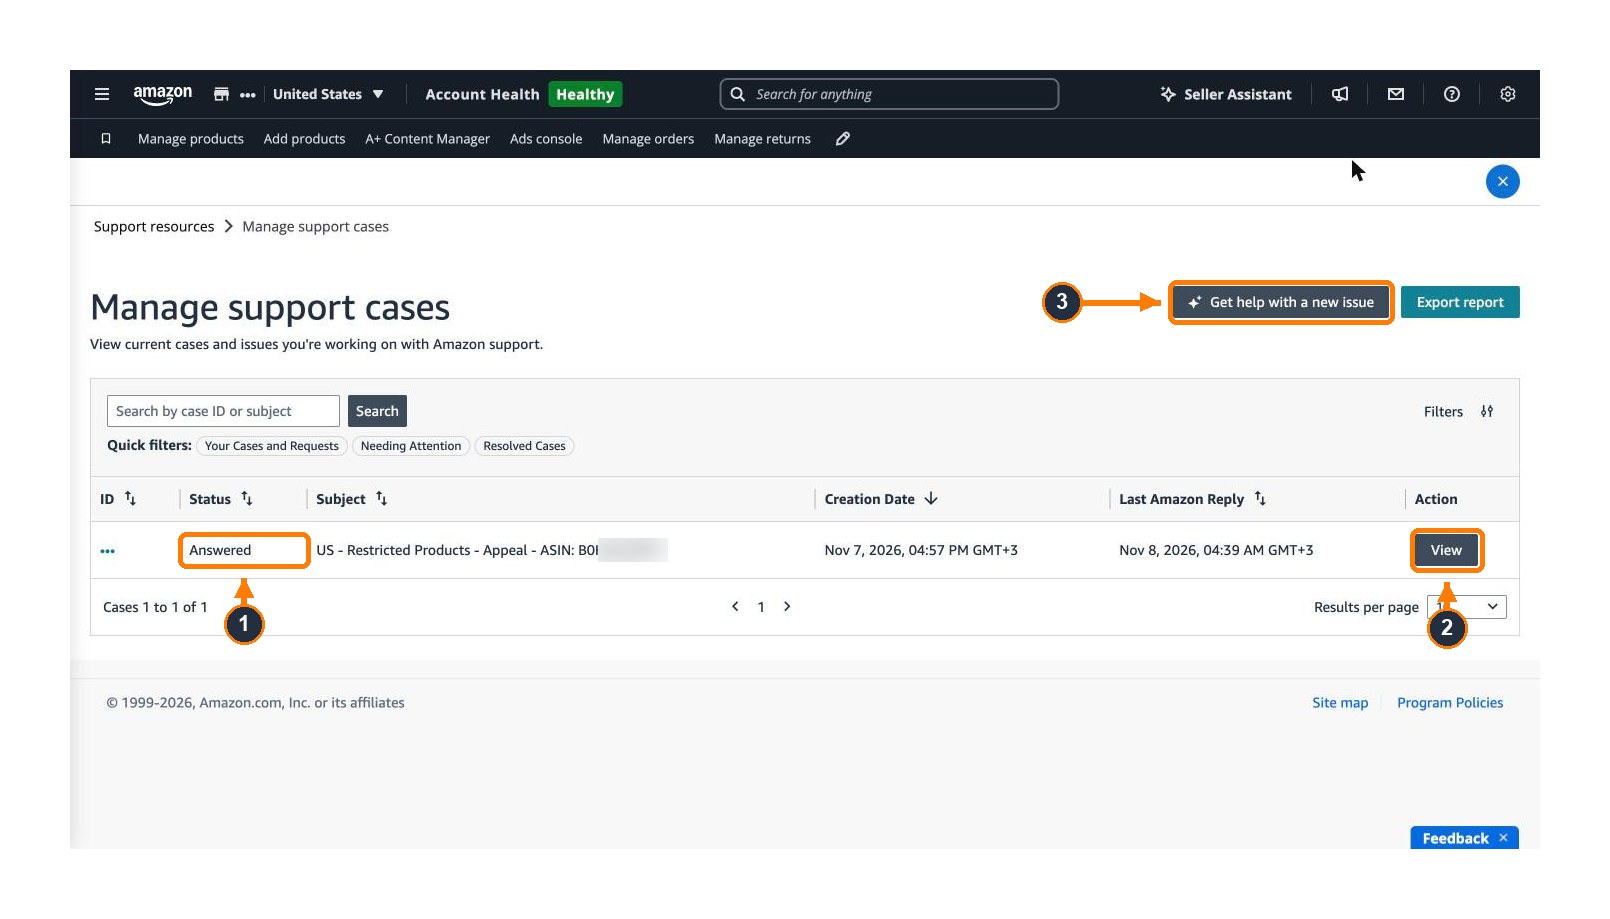 amazon ••• United States Account Health Healthy Search for anything Seller Assistant
Manage products Add products A+ Content Manager Ads console Manage orders Manage returns
Support resources Manage support cases
Manage support cases
3 Get help with a new issue Export report
View current cases and issues you're working on with Amazon support.
Search by case ID or subject Search Filters
Quick filters: Your Cases and Requests Needing Attention Resolved Cases
ID Status Subject Creation Date Last Amazon Reply Action
••• Answered US - Restricted Products - Appeal - ASIN: Nov 7, 2026, 04:57 PM GMT+3 Nov 8, 2026, 04:39 AM GMT+3 View
Cases 1 to 1 of 1 1 Results per page
1 2
© 1999-2026, Amazon.com, Inc. or its affiliates Site map Program Policies
Feedback ×